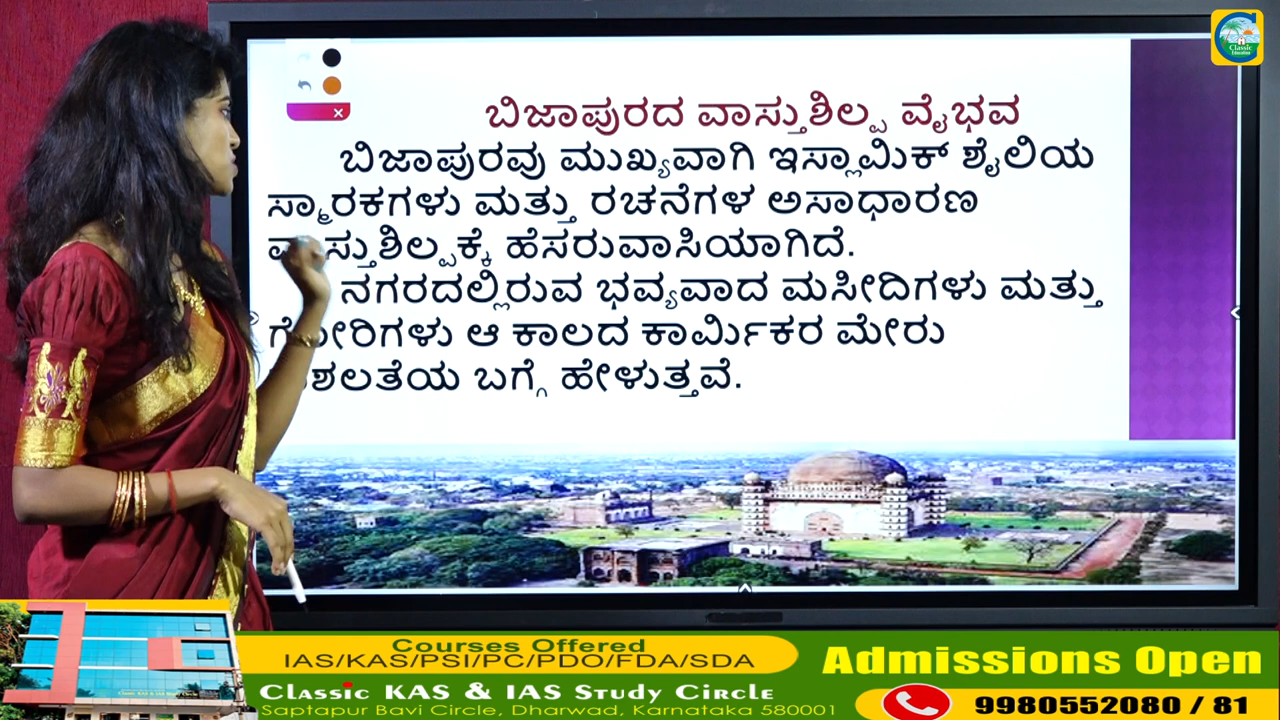 Classic
Education
ಬಿಜಾಪುರದ ವಾಸ್ತುಶಿಲ್ಪ ವೈಭವ
ಬಿಜಾಪುರವು ಮುಖ್ಯವಾಗಿ ಇಸ್ಲಾಮಿಕ್ ಶೈಲಿಯ
ಸ್ಮಾರಕಗಳು ಮತ್ತು ರಚನೆಗಳ ಅಸಾಧಾರಣ
ವಾಸ್ತುಶಿಲ್ಪಕ್ಕೆ ಹೆಸರುವಾಸಿಯಾಗಿದೆ.
ನಗರದಲ್ಲಿರುವ ಭವ್ಯವಾದ ಮಸೀದಿಗಳು ಮತ್ತು
ಗೋರಿಗಳು ಆ ಕಾಲದ ಕಾರ್ಮಿಕರ ಮೇರು
ಬಗ್ಗೆ ಹೇಳುತ್ತವೆ.
Courses Offered
IAS/KAS/PSI/PC/PDO/FDA/SDA
Classic KAS & IAS Study Circle
Saptapur Bavi Circle, Dharwad, Karnataka 580001
Admissions Open
9980552080 / 81